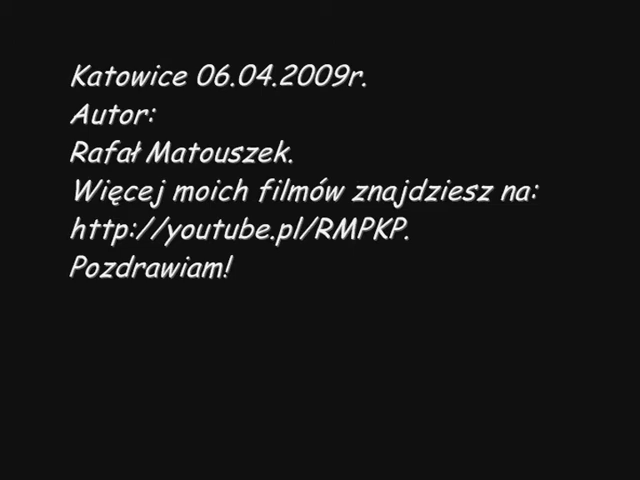 Katowice 06.04.2009r.
Autor:
Rafał Matouszek.
Więcej moich filmów znajdziesz na:
http://youtube.pl/RMPKP.
Pozdrawiam!